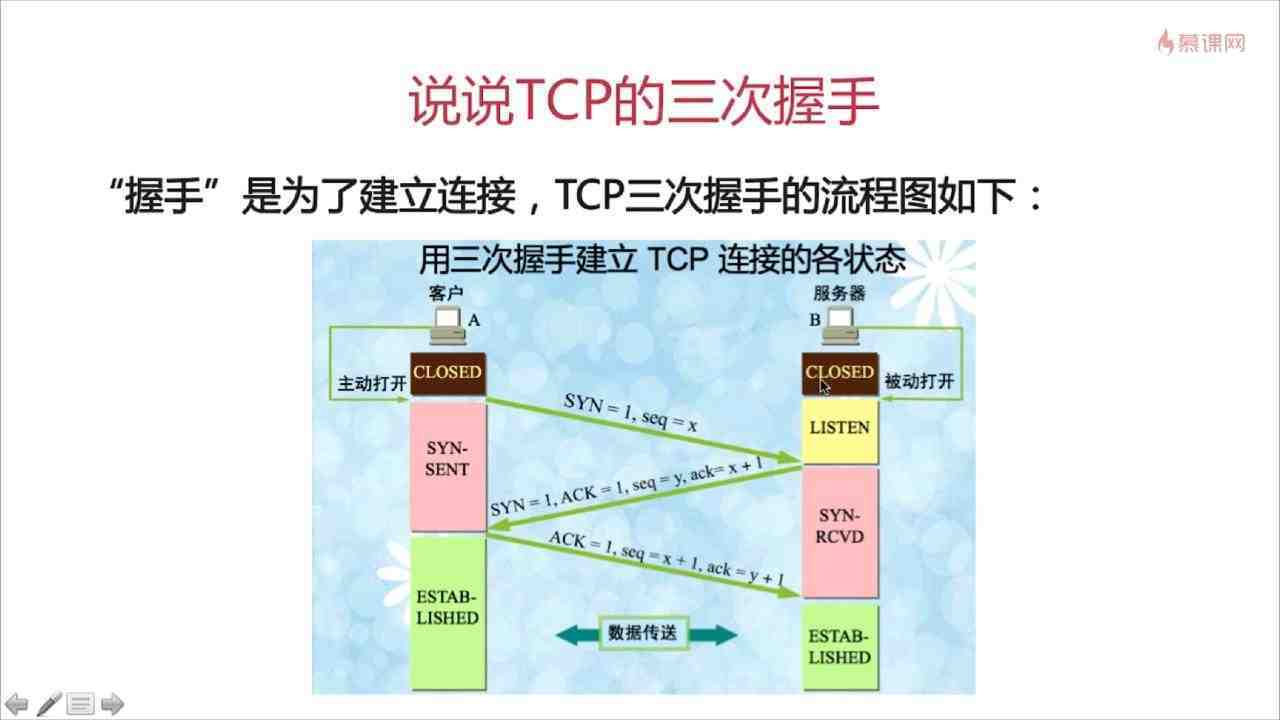 慕课网
说说TCP的三次握手
“握手”是为了建立连接，TCP三次握手的流程图如下：
用三次握手建立 TCP 连接的各状态
客户
服务器
A
B
CLOSED
CLOSED
主动打开
被动打开
SYN = 1, seq = x
LISTEN
SYN-
SENT
SYN = 1, ACK = 1, seq = y, ack= x + 1
SYN-
RCVD
ACK = 1, seq = x + 1, ack = y + 1
ESTAB-
LISHED
数据传送
ESTAB-
LISHED